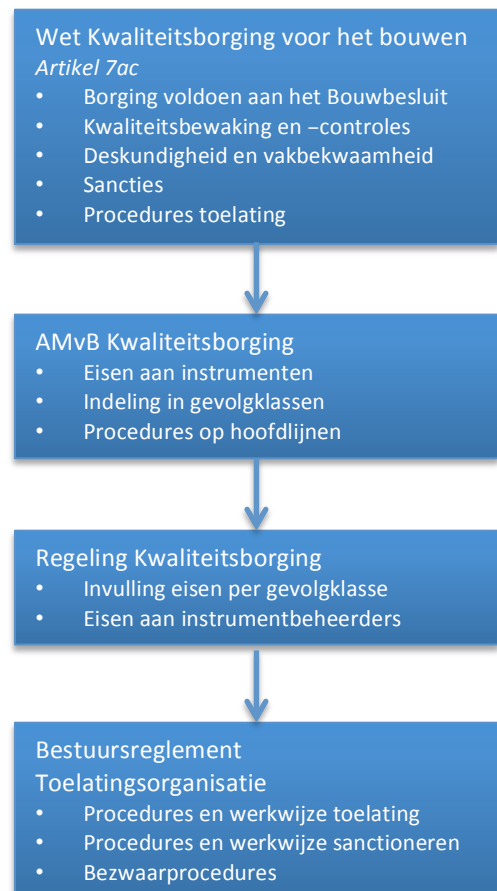 Wet Kwaliteitsborging voor het bouwen
Artikel 7ac
• Borging voldoen aan het Bouwbesluit
• Kwaliteitsbewaking en –controles
• Deskundigheid en vakbekwaamheid
• Sancties
• Procedures toelating
AMvB Kwaliteitsborging
• Eisen aan instrumenten
• Indeling in gevolgklassen
• Procedures op hoofdlijnen
Regeling Kwaliteitsborging
• Invulling eisen per gevolgklasse
• Eisen aan instrumentbeheerders
Bestuursreglement
Toelatingsorganisatie
• Procedures en werkwijze toelating
• Procedures en werkwijze sanctioneren
• Bezwaarprocedures